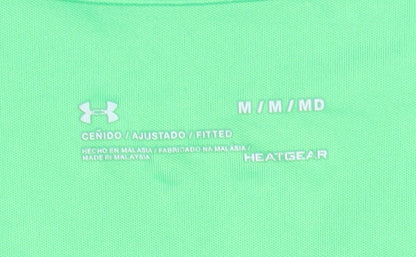 M / M / MD
CEÑIDO / AJUSTADO / FITTED
HECHO EN MALASIA / FABRICADO NA MALÁSIA /
MADE IN MALAYSIA
HEATGEAR